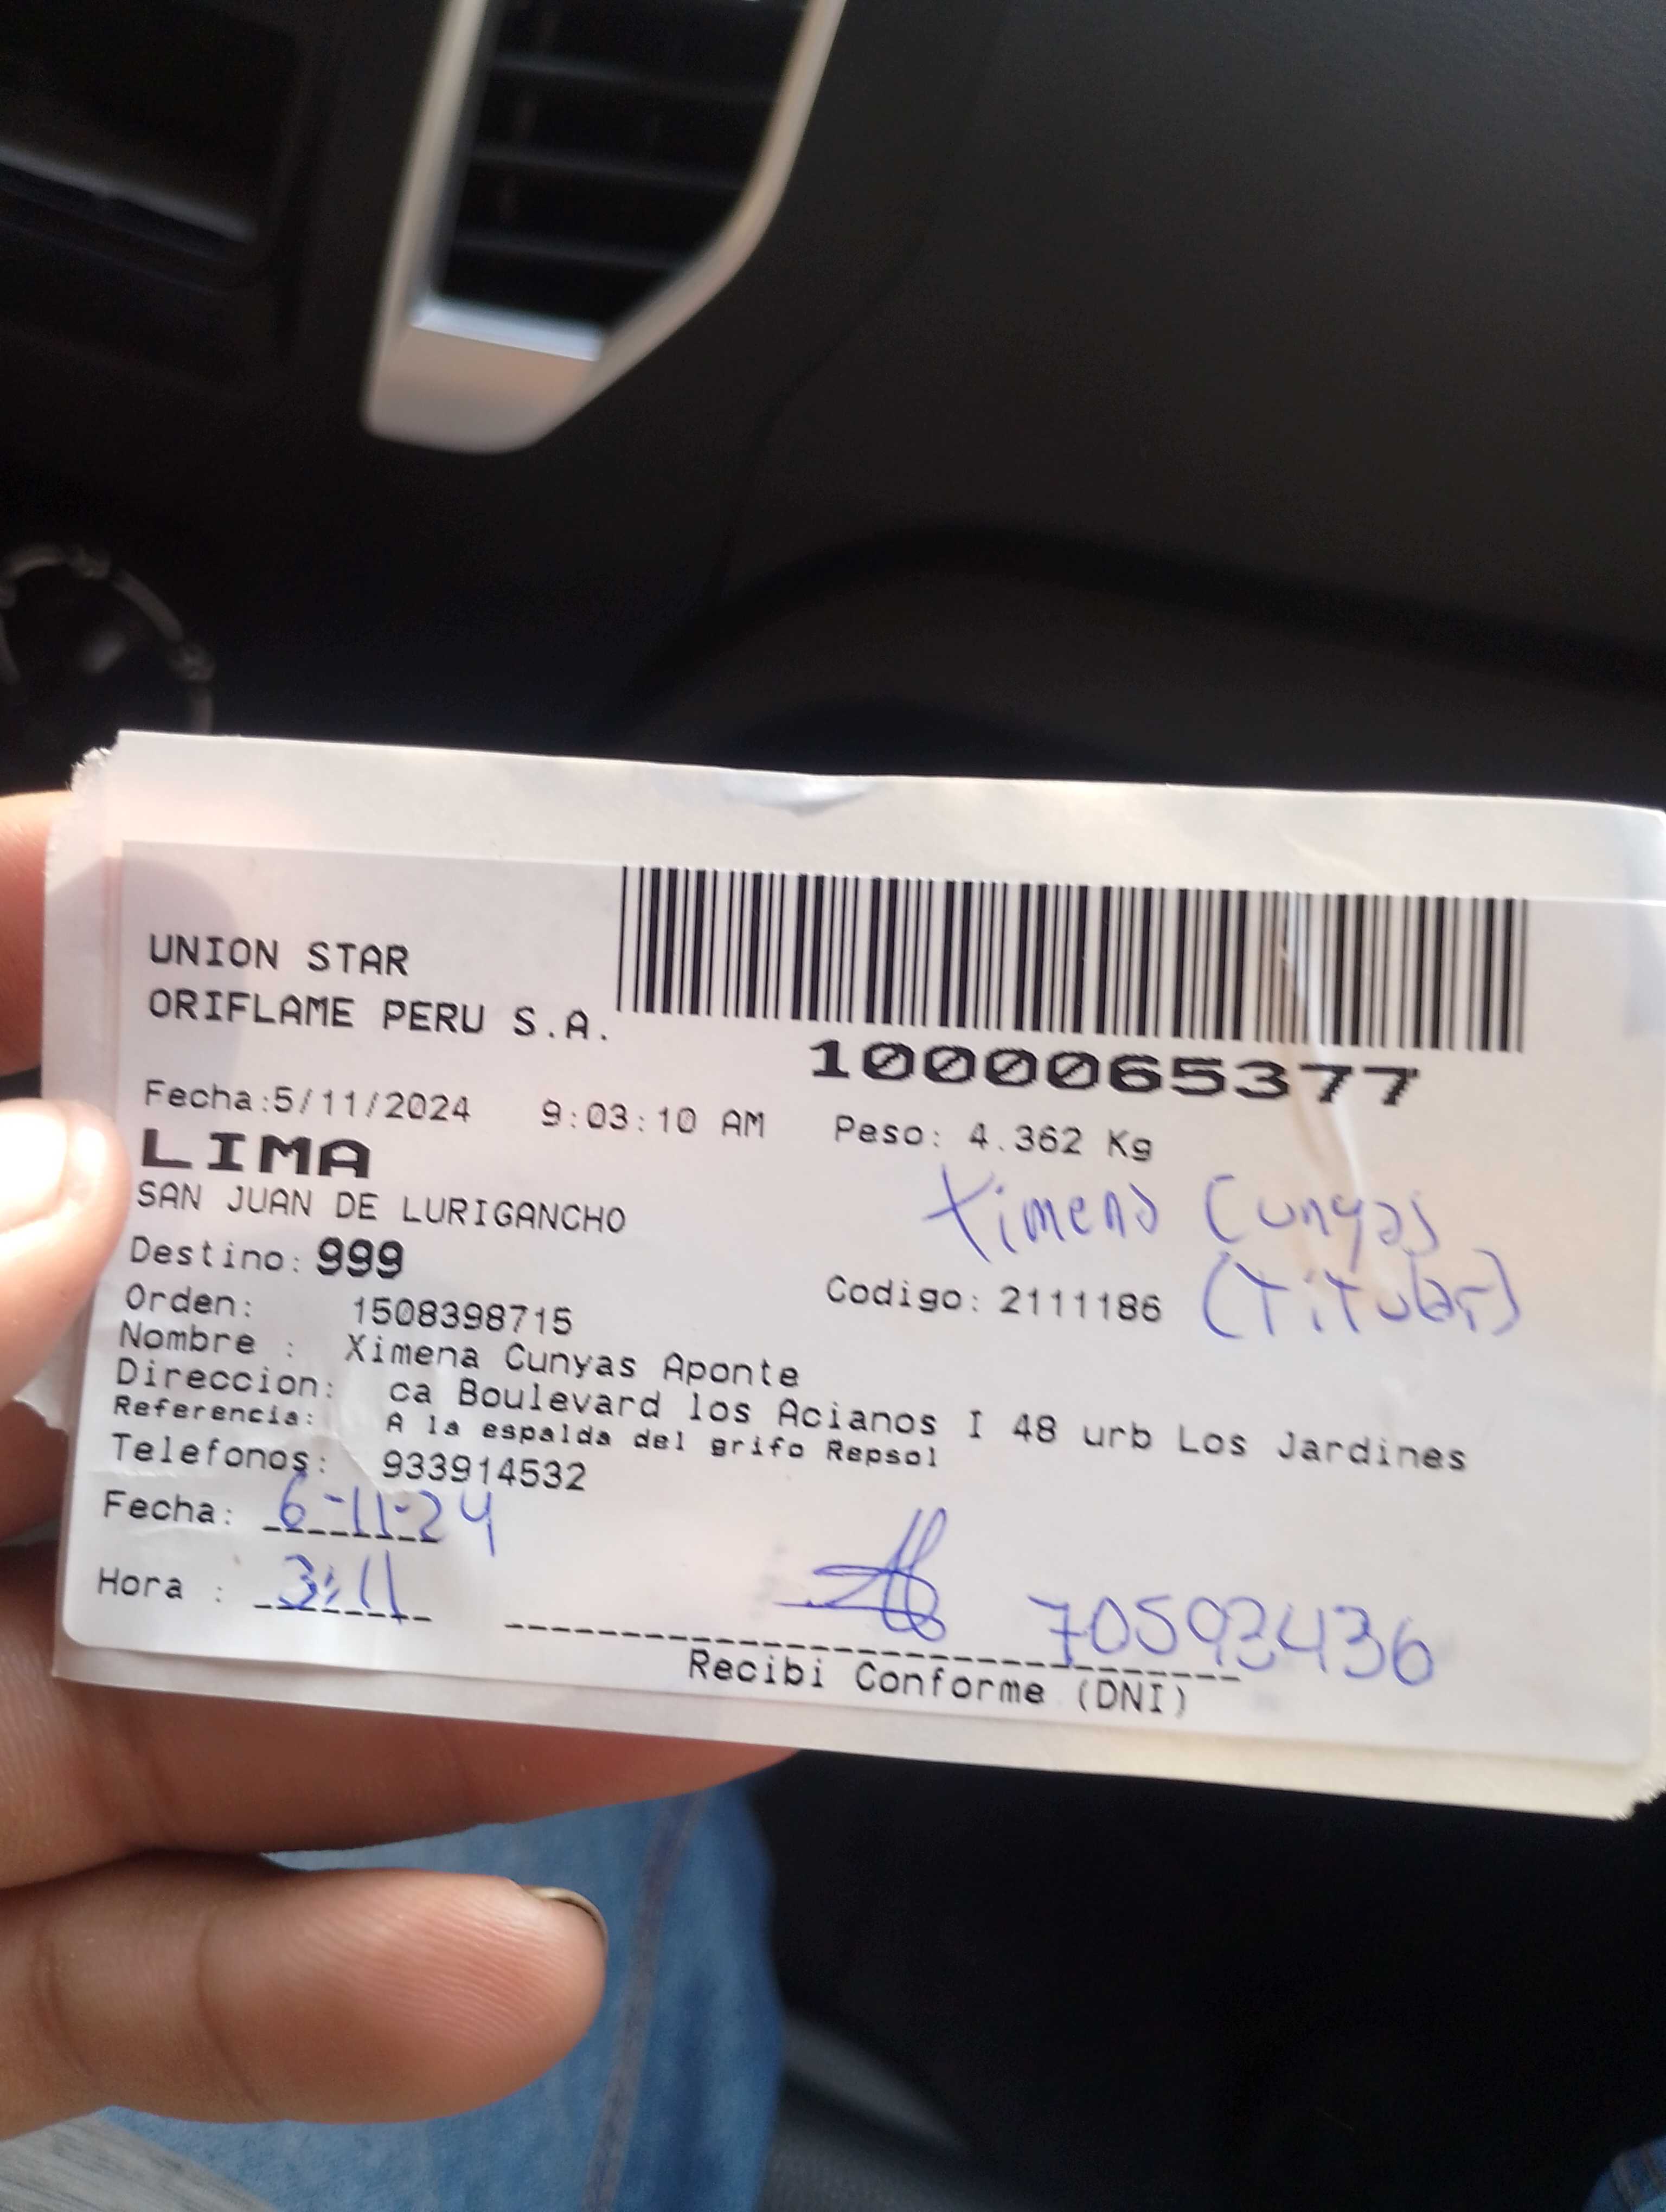 UNION STAR
ORIFLAME PERU S.A.
1000065377
Fecha:5/11/2024 9:03:10 AM Peso: 4.362 Kg
LIMA
SAN JUAN DE LURIGANCHO
Ximena Cunyas
Destino: 999
Codigo: 2111186 (Titular)
Orden: 1508398715
Nombre : Ximena Cunyas Aponte
Direccion: ca Boulevard los Acianos I 48 urb Los Jardines
Referencia: A la espalda del grifo Repsol
Telefonos: 933914532
Fecha: 6-11-24
Hora : 3:11
70593436
Recibi Conforme (DNI)